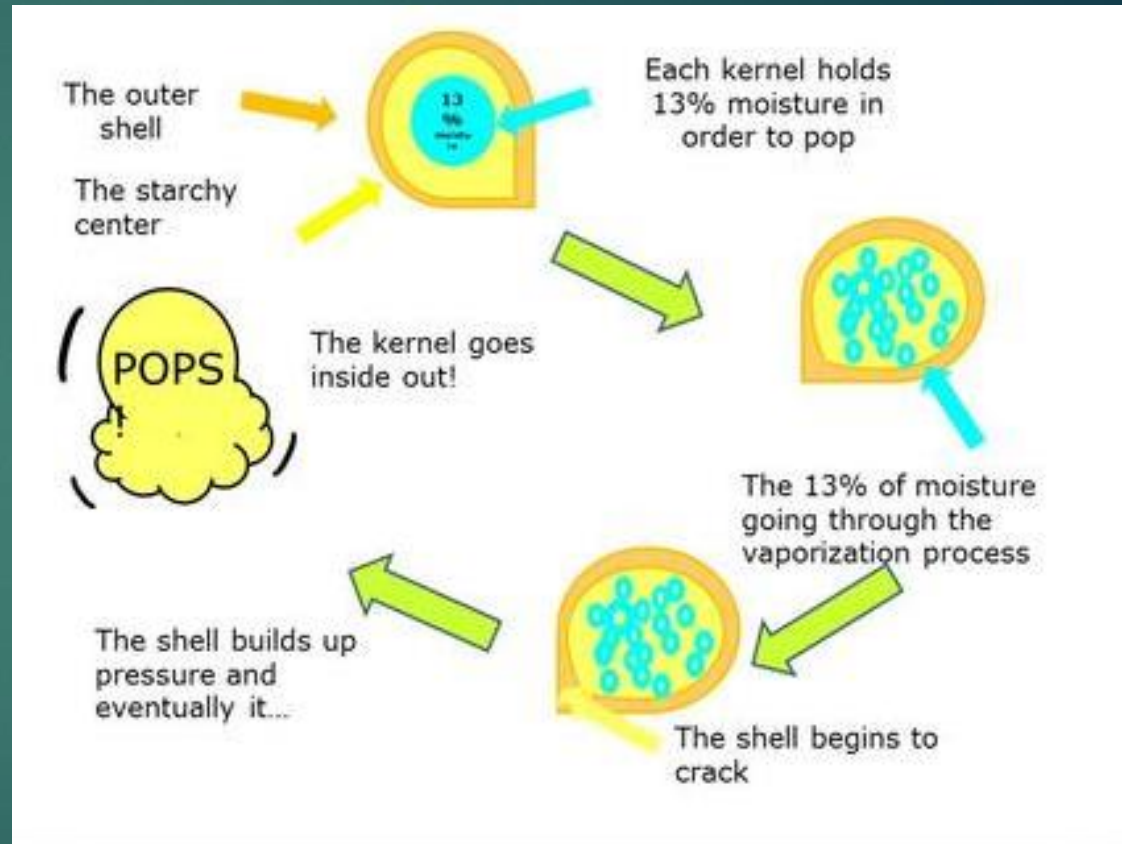 The outer
shell
Each kernel holds
13% moisture in
order to pop
13
%
The starchy
center
The 13% of moisture
going through the
vaporization process
The shell begins to
crack
The shell builds up
pressure and
eventually it...
POPS
!
The kernel goes
inside out!